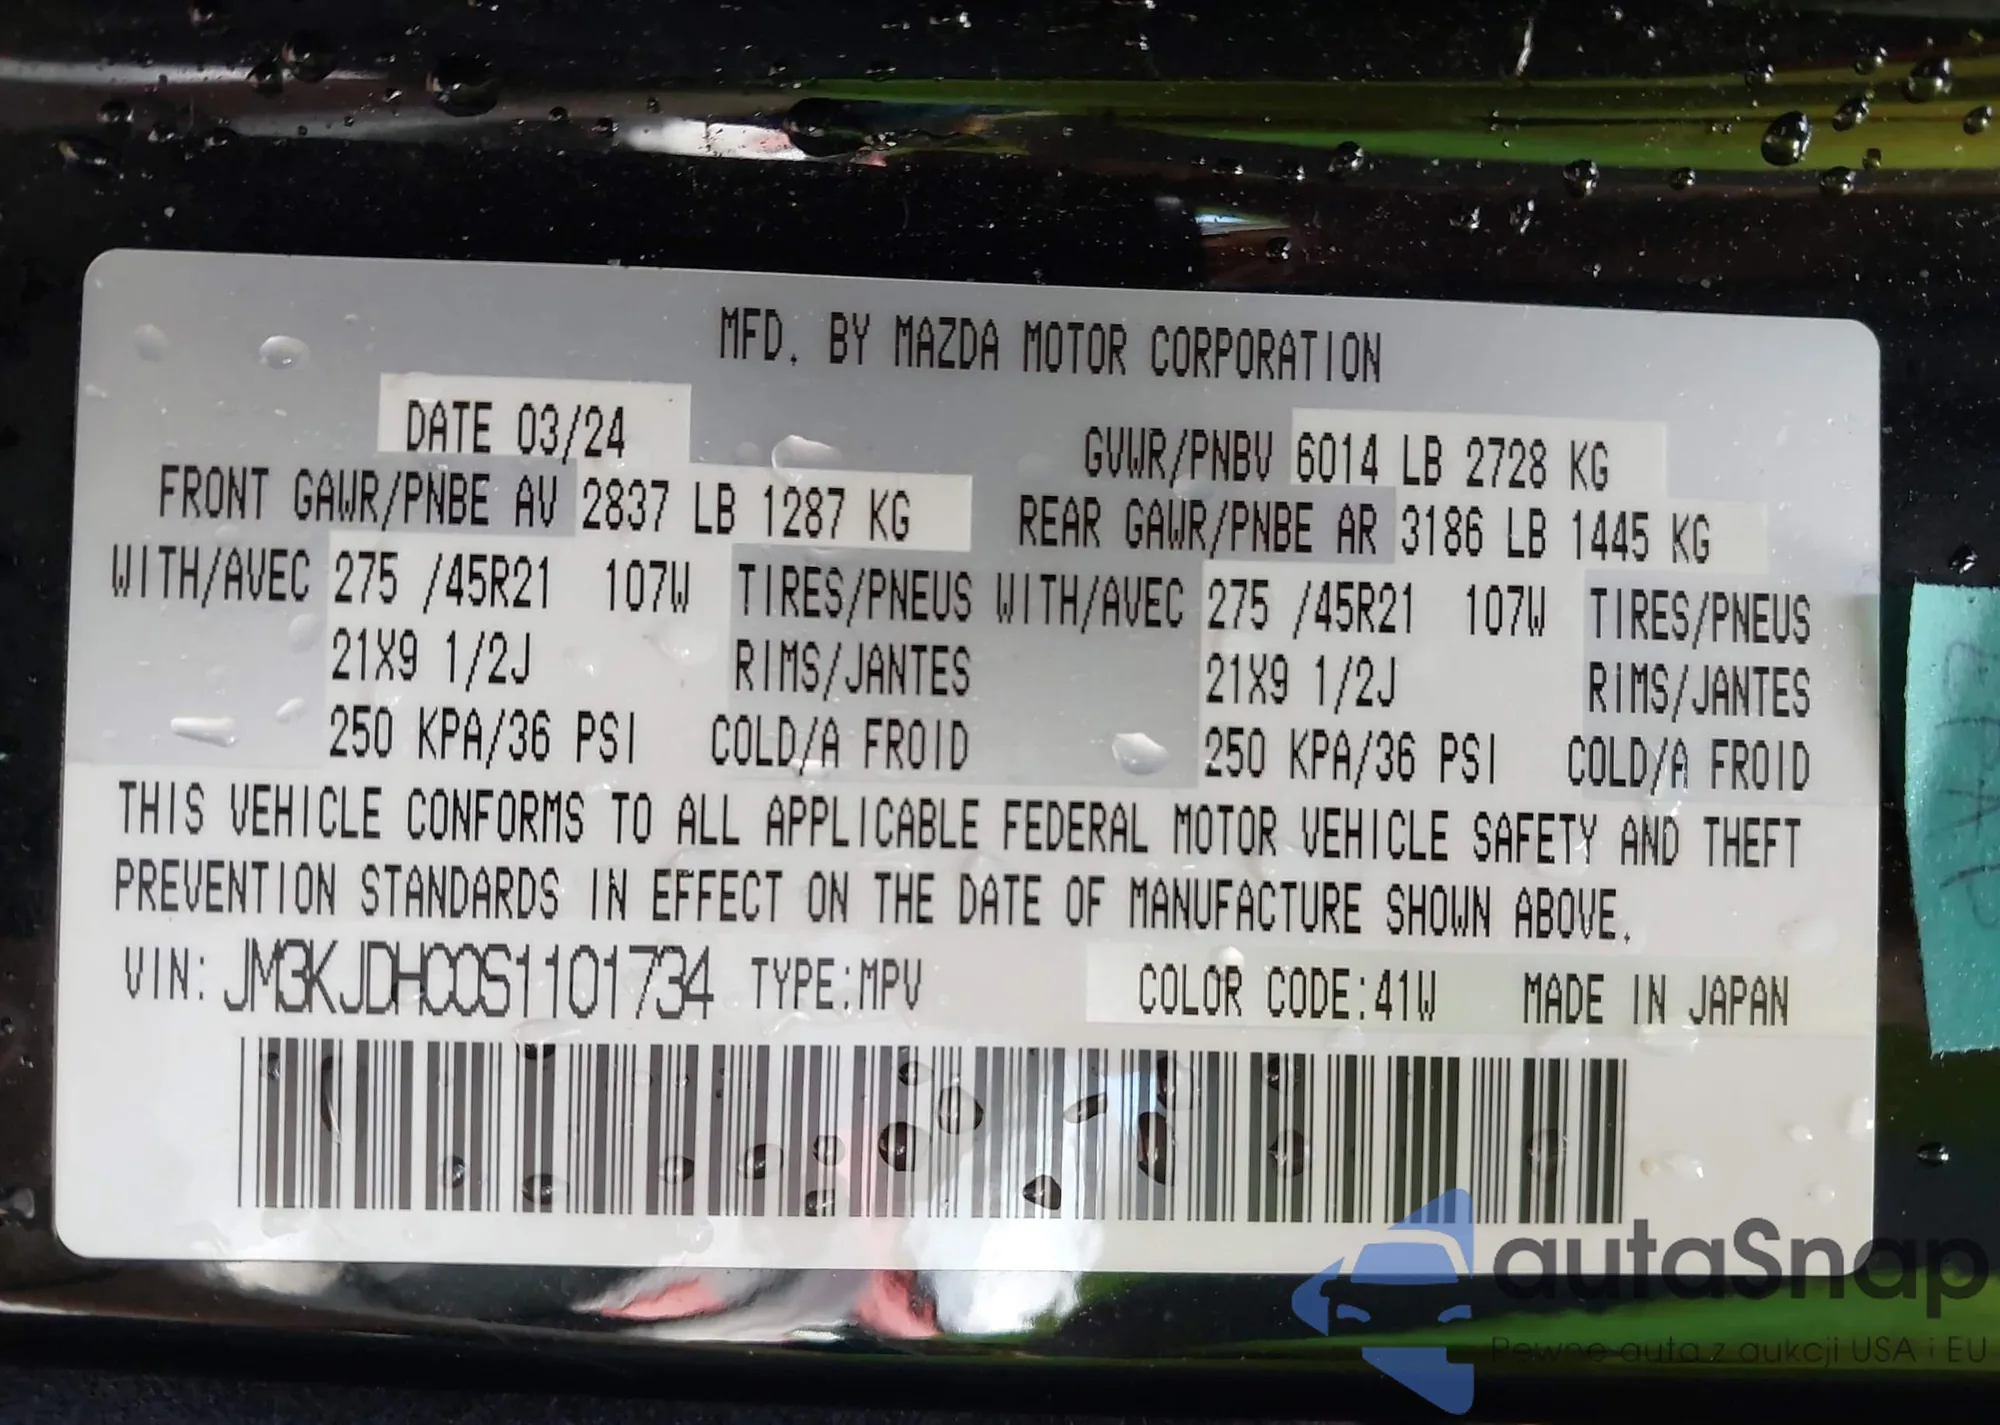 MFD. BY MAZDA MOTOR CORPORATION
DATE 03/24 GVWR/PNBV 6014 LB 2728 KG
FRONT GAWR/PNBE AV 2837 LB 1287 KG REAR GAWR/PNBE AR 3186 LB 1445 KG
WITH/AVEC 275 /45R21 107W TIRES/PNEUS WITH/AVEC 275 /45R21 107W TIRES/PNEUS
21X9 1/2J RIMS/JANTES 21X9 1/2J RIMS/JANTES
250 KPA/36 PSI COLD/A FROID 250 KPA/36 PSI COLD/A FROID
THIS VEHICLE CONFORMS TO ALL APPLICABLE FEDERAL MOTOR VEHICLE SAFETY AND THEFT
PREVENTION STANDARDS IN EFFECT ON THE DATE OF MANUFACTURE SHOWN ABOVE.
VIN: JM3KJDHC0S1101734 TYPE:MPV COLOR CODE:41W MADE IN JAPAN
autaSnap
Pewne auta z aukcji USA i EU